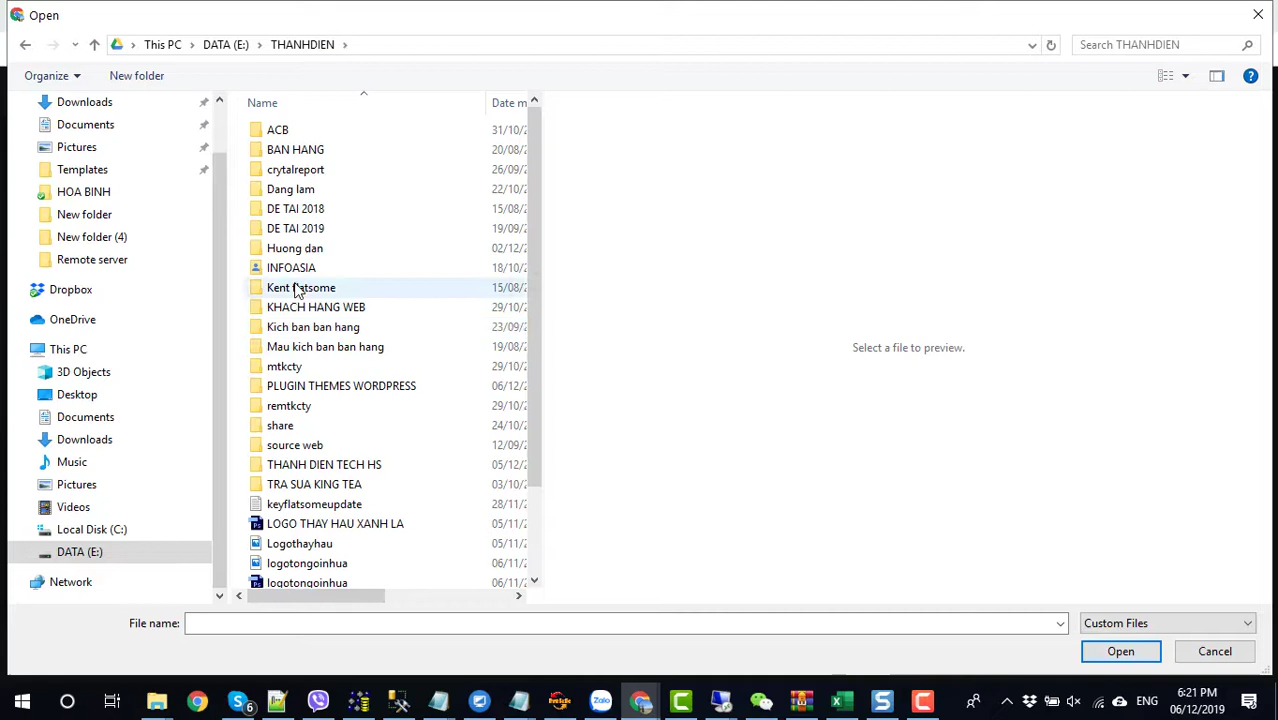 Open
This PC > DATA (E:) > THANHDIEN >
Search THANHDIEN
Organize
New folder
Downloads
Documents
Pictures
Templates
HOA BINH
New folder
New folder (4)
Remote server
Dropbox
OneDrive
This PC
3D Objects
Desktop
Documents
Downloads
Music
Pictures
Videos
Local Disk (C:)
DATA (E:)
Network
Name
Date m
ACB 31/10/2
BAN HANG 20/08/2
crytalreport 26/09/2
Dang lam 22/10/2
DE TAI 2018 15/08/2
DE TAI 2019 19/09/2
Huong dan 02/12/2
INFOASIA 18/10/2
Kent 15/08/2
KHACH HANG WEB 29/10/2
Kich ban ban hang 23/09/2
Mau kich ban ban hang 19/08/2
mtkcty 29/10/2
PLUGIN THEMES WORDPRESS 06/12/2
remtkcty 29/10/2
share 24/10/2
source web 12/09/2
THANH DIEN TECH HS 05/12/2
TRA SUA KING TEA 03/10/2
keyflatsomeupdate 28/11/2
LOGO THAY HAU XANH LA 05/11/2
Logothayhau 05/11/2
logotongoinhua 06/11/2
logotongoinhua 06/11/2
Select a file to preview.
File name:
Custom Files
Open
Cancel
6
ENG
6:21 PM
06/12/2019